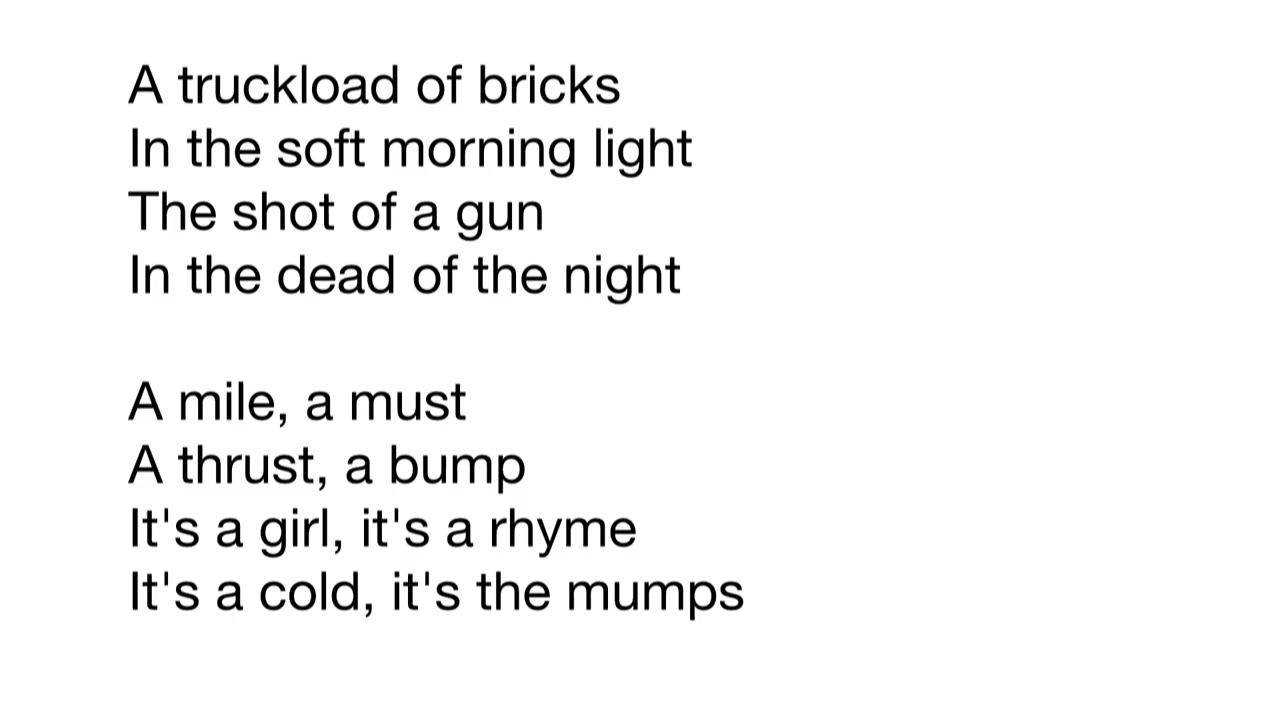 A truckload of bricks
In the soft morning light
The shot of a gun
In the dead of the night

A mile, a must
A thrust, a bump
It's a girl, it's a rhyme
It's a cold, it's the mumps